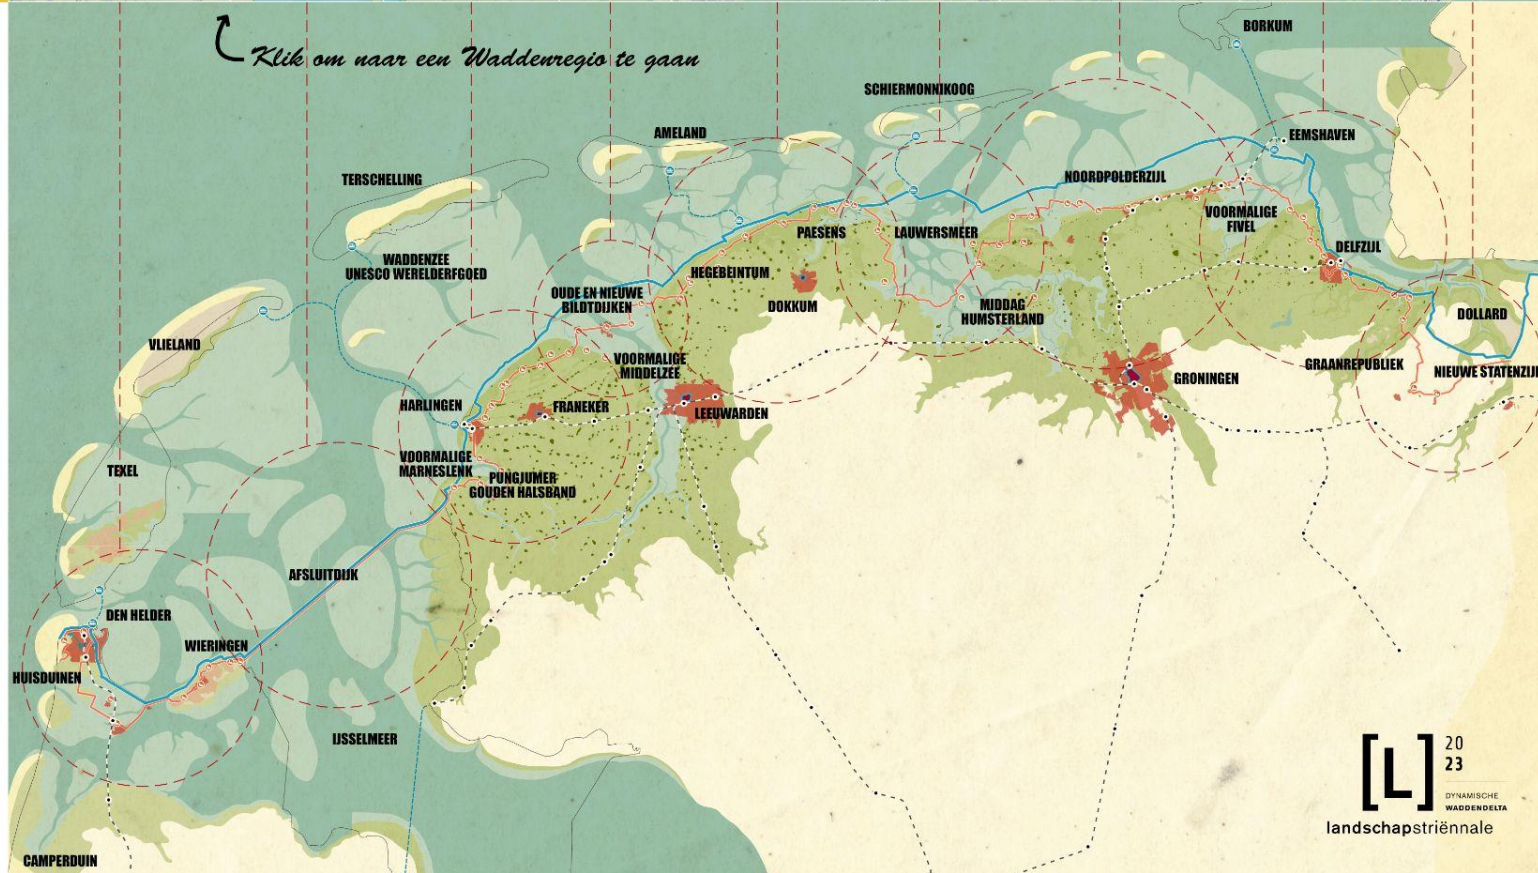 Klik om naar een Waddenregio te gaan
BORKUM
SCHIERMONNIKOOG
AMELAND
EEMSHAVEN
TERSCHELLING
NOORDPOLDERZIJL
VOORMALIGE
FIVEL
PAESENS
LAUWERSMEER
DELFZIJL
WADDENZEE
UNESCO WERELDERFGOED
HEGEBEINTUM
OUDE EN NIEUWE
BILDTDIJKEN
DOKKUM
MIDDAG
HUMSTERLAND
DOLLARD
VLIELAND
VOORMALIGE
MIDDELZEE
GRAANREPUBLIEK
NIEUWE STATENZIJL
GRONINGEN
HARLINGEN
FRANEKER
LEEUWARDEN
VOORMALIGE
MARNESLENK
TEXEL
PUNGJUMER
GOUDEN HALSBAND
AFSLUITDIJK
DEN HELDER
WIERINGEN
HUISDUINEN
IJSSELMEER
CAMPERDUIN
[L] 20
23
DYNAMISCHE
WADDENDELTA
landschapstriënnale